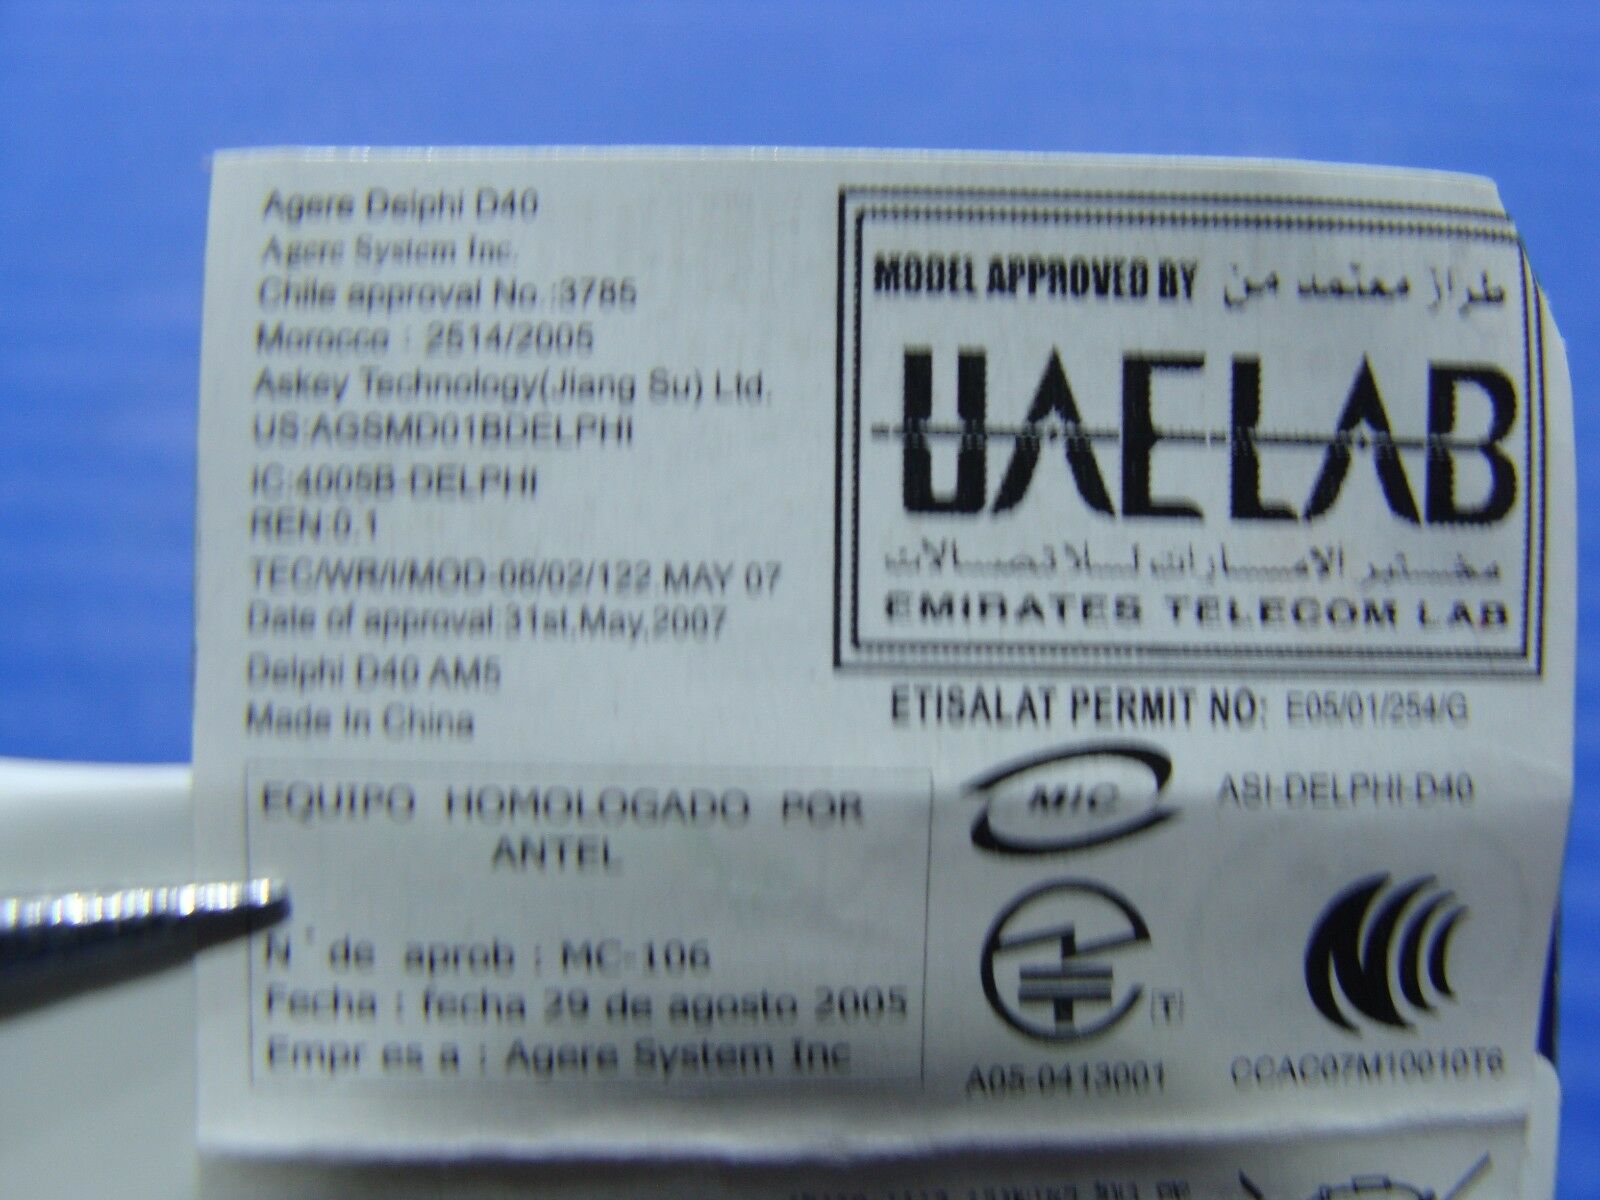 Agere Delphi D40
Agere System Inc.
Chile approval No.:3785
Morocco : 2514/2005
Askey Technology(Jiang Su) Ltd.
US:AGSMD01BDELPHI
IC:4005B-DELPHI
REN:0.1
TEC/WR/I/MOD-08/02/122.MAY 07
Date of approval:31st,May,2007
Delphi D40 AM5
Made In China
MODEL APPROVED BY طراز معتمد من
UAELAB
مختبر الامارات للاتصالات
EMIRATES TELECOM LAB
ETISALAT PERMIT NO: E05/01/254/G
EQUIPO HOMOLOGADO POR
ANTEL
N° de aprob : MC-106
Fecha : fecha 29 de agosto 2005
Empr es a : Agere System Inc
MIC
ASI-DELPHI-D40
T
A05-0413001
CCAC07M10010T6